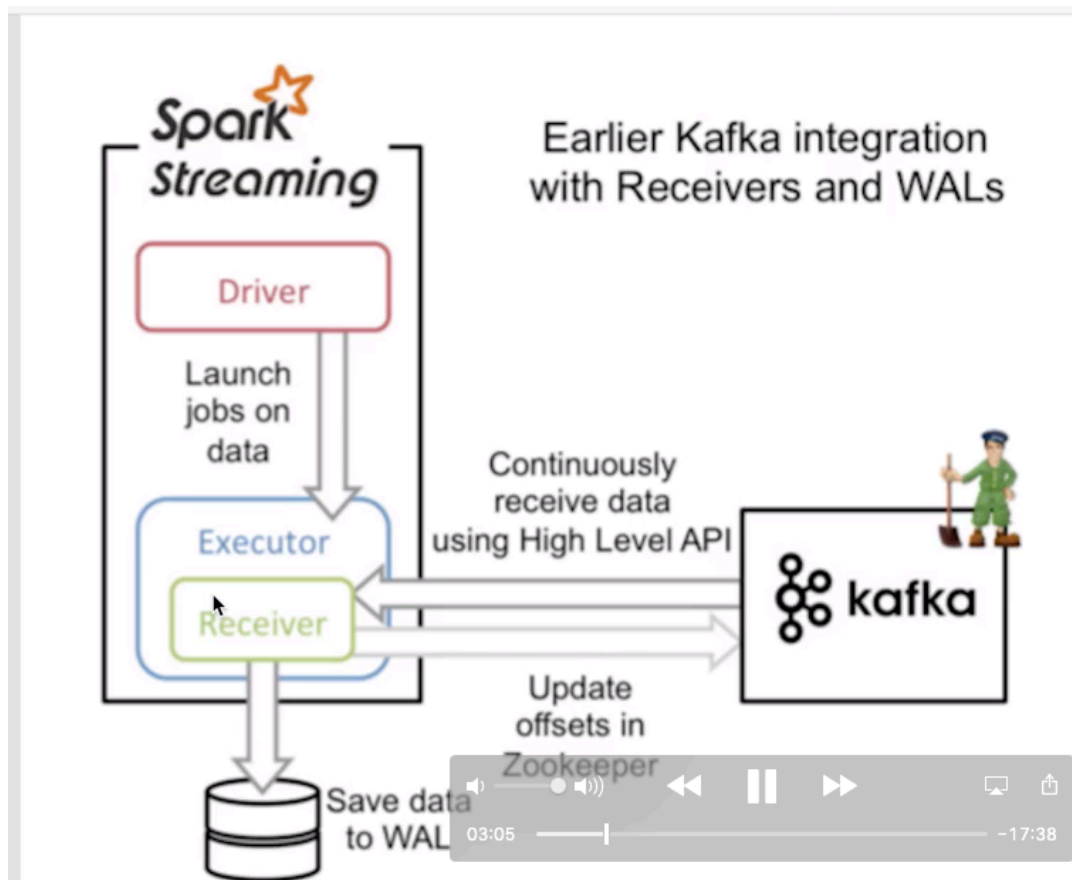 Spark
Streaming
Earlier Kafka integration
with Receivers and WALs
Driver
Launch
jobs on
data
Continuously
receive data
using High Level API
Executor
Receiver
kafka
Update
offsets in
Zookeeper
Save data
to WAL
03:05
-17:38